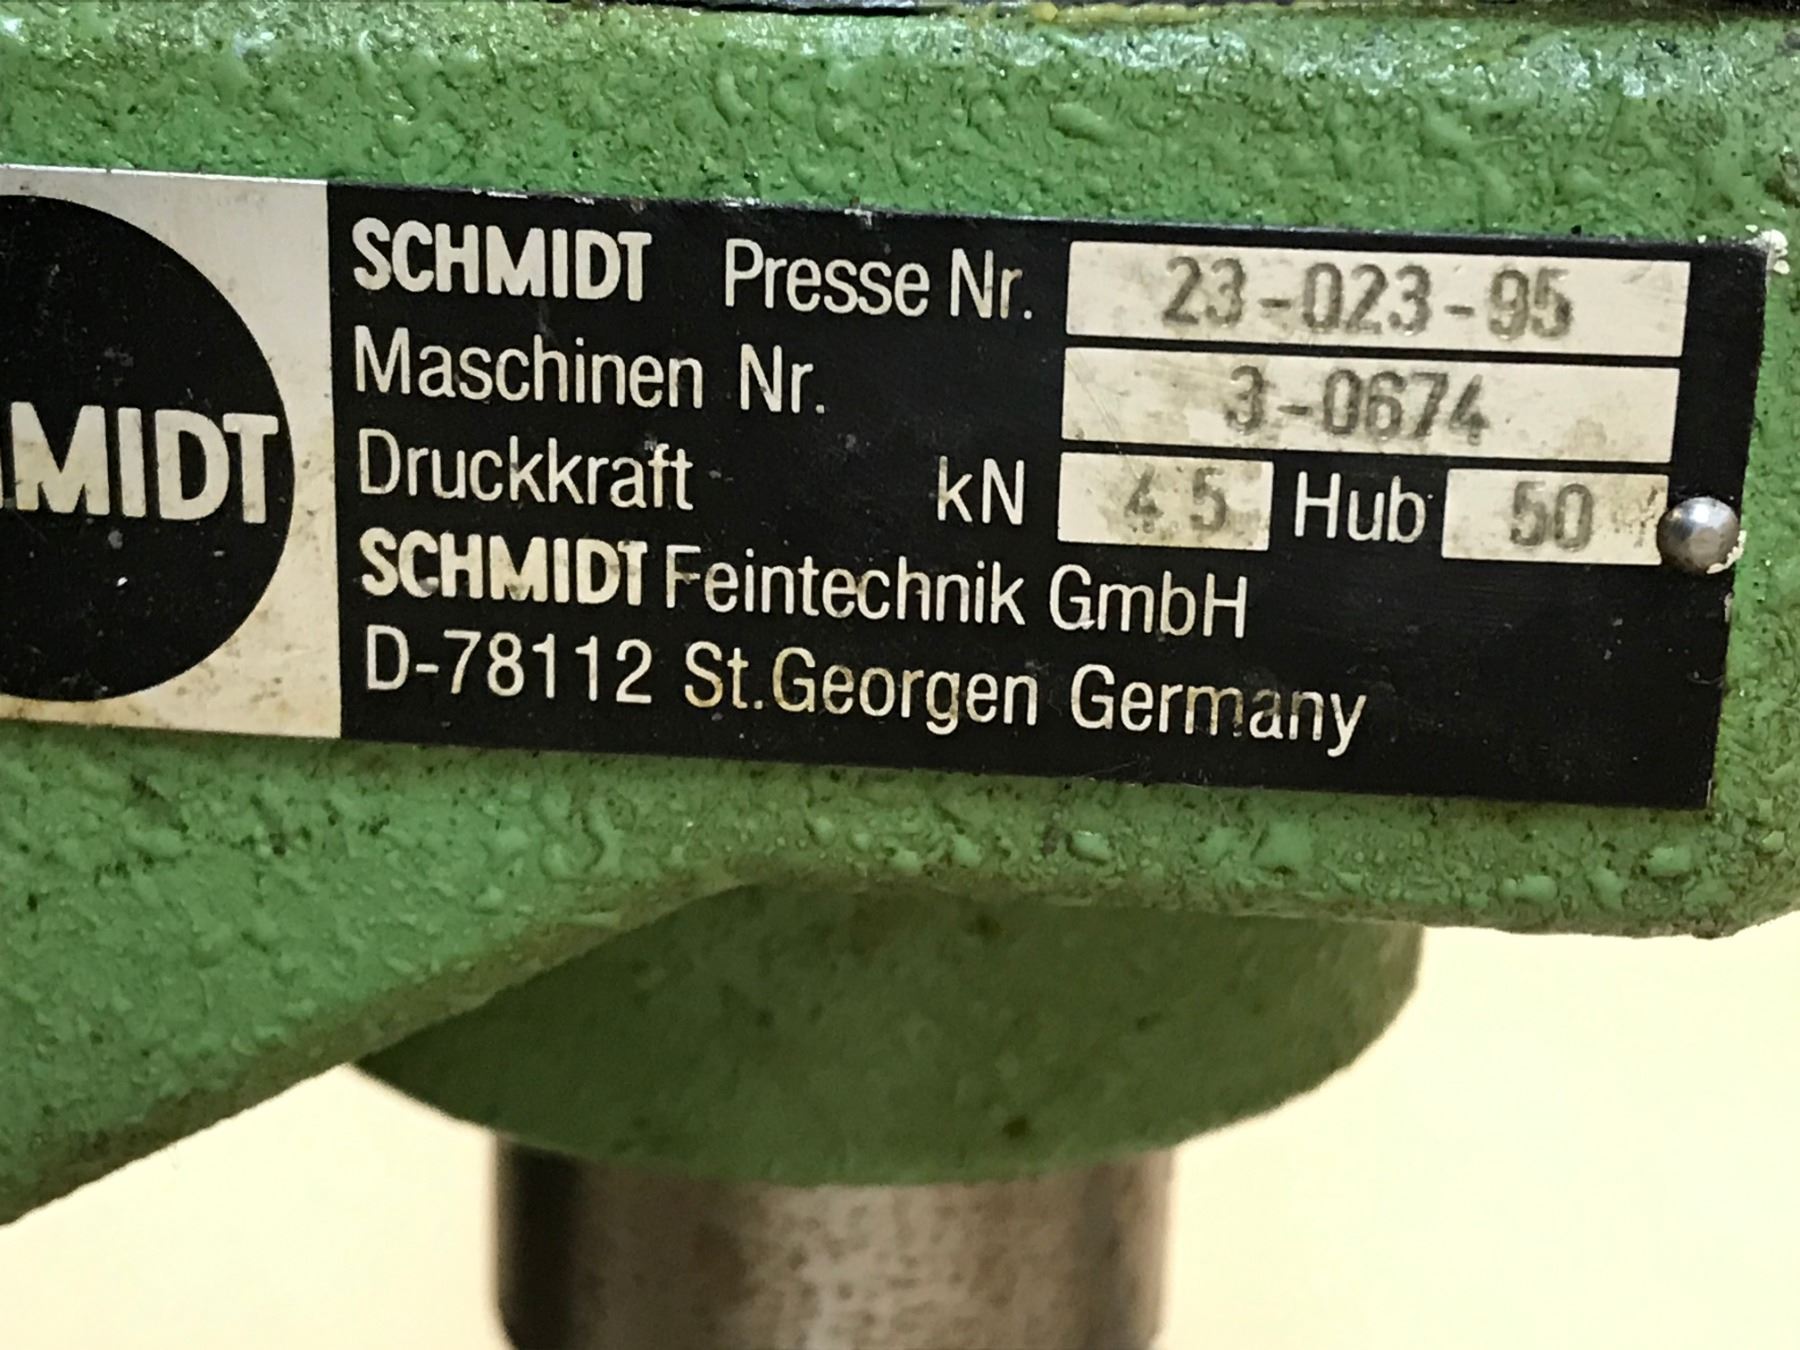 MIDT
SCHMIDT Presse Nr. 23-023-95
Maschinen Nr. 3-0674
Druckkraft kN 4 5 Hub 50
SCHMIDT Feintechnik GmbH
D-78112 St.Georgen Germany